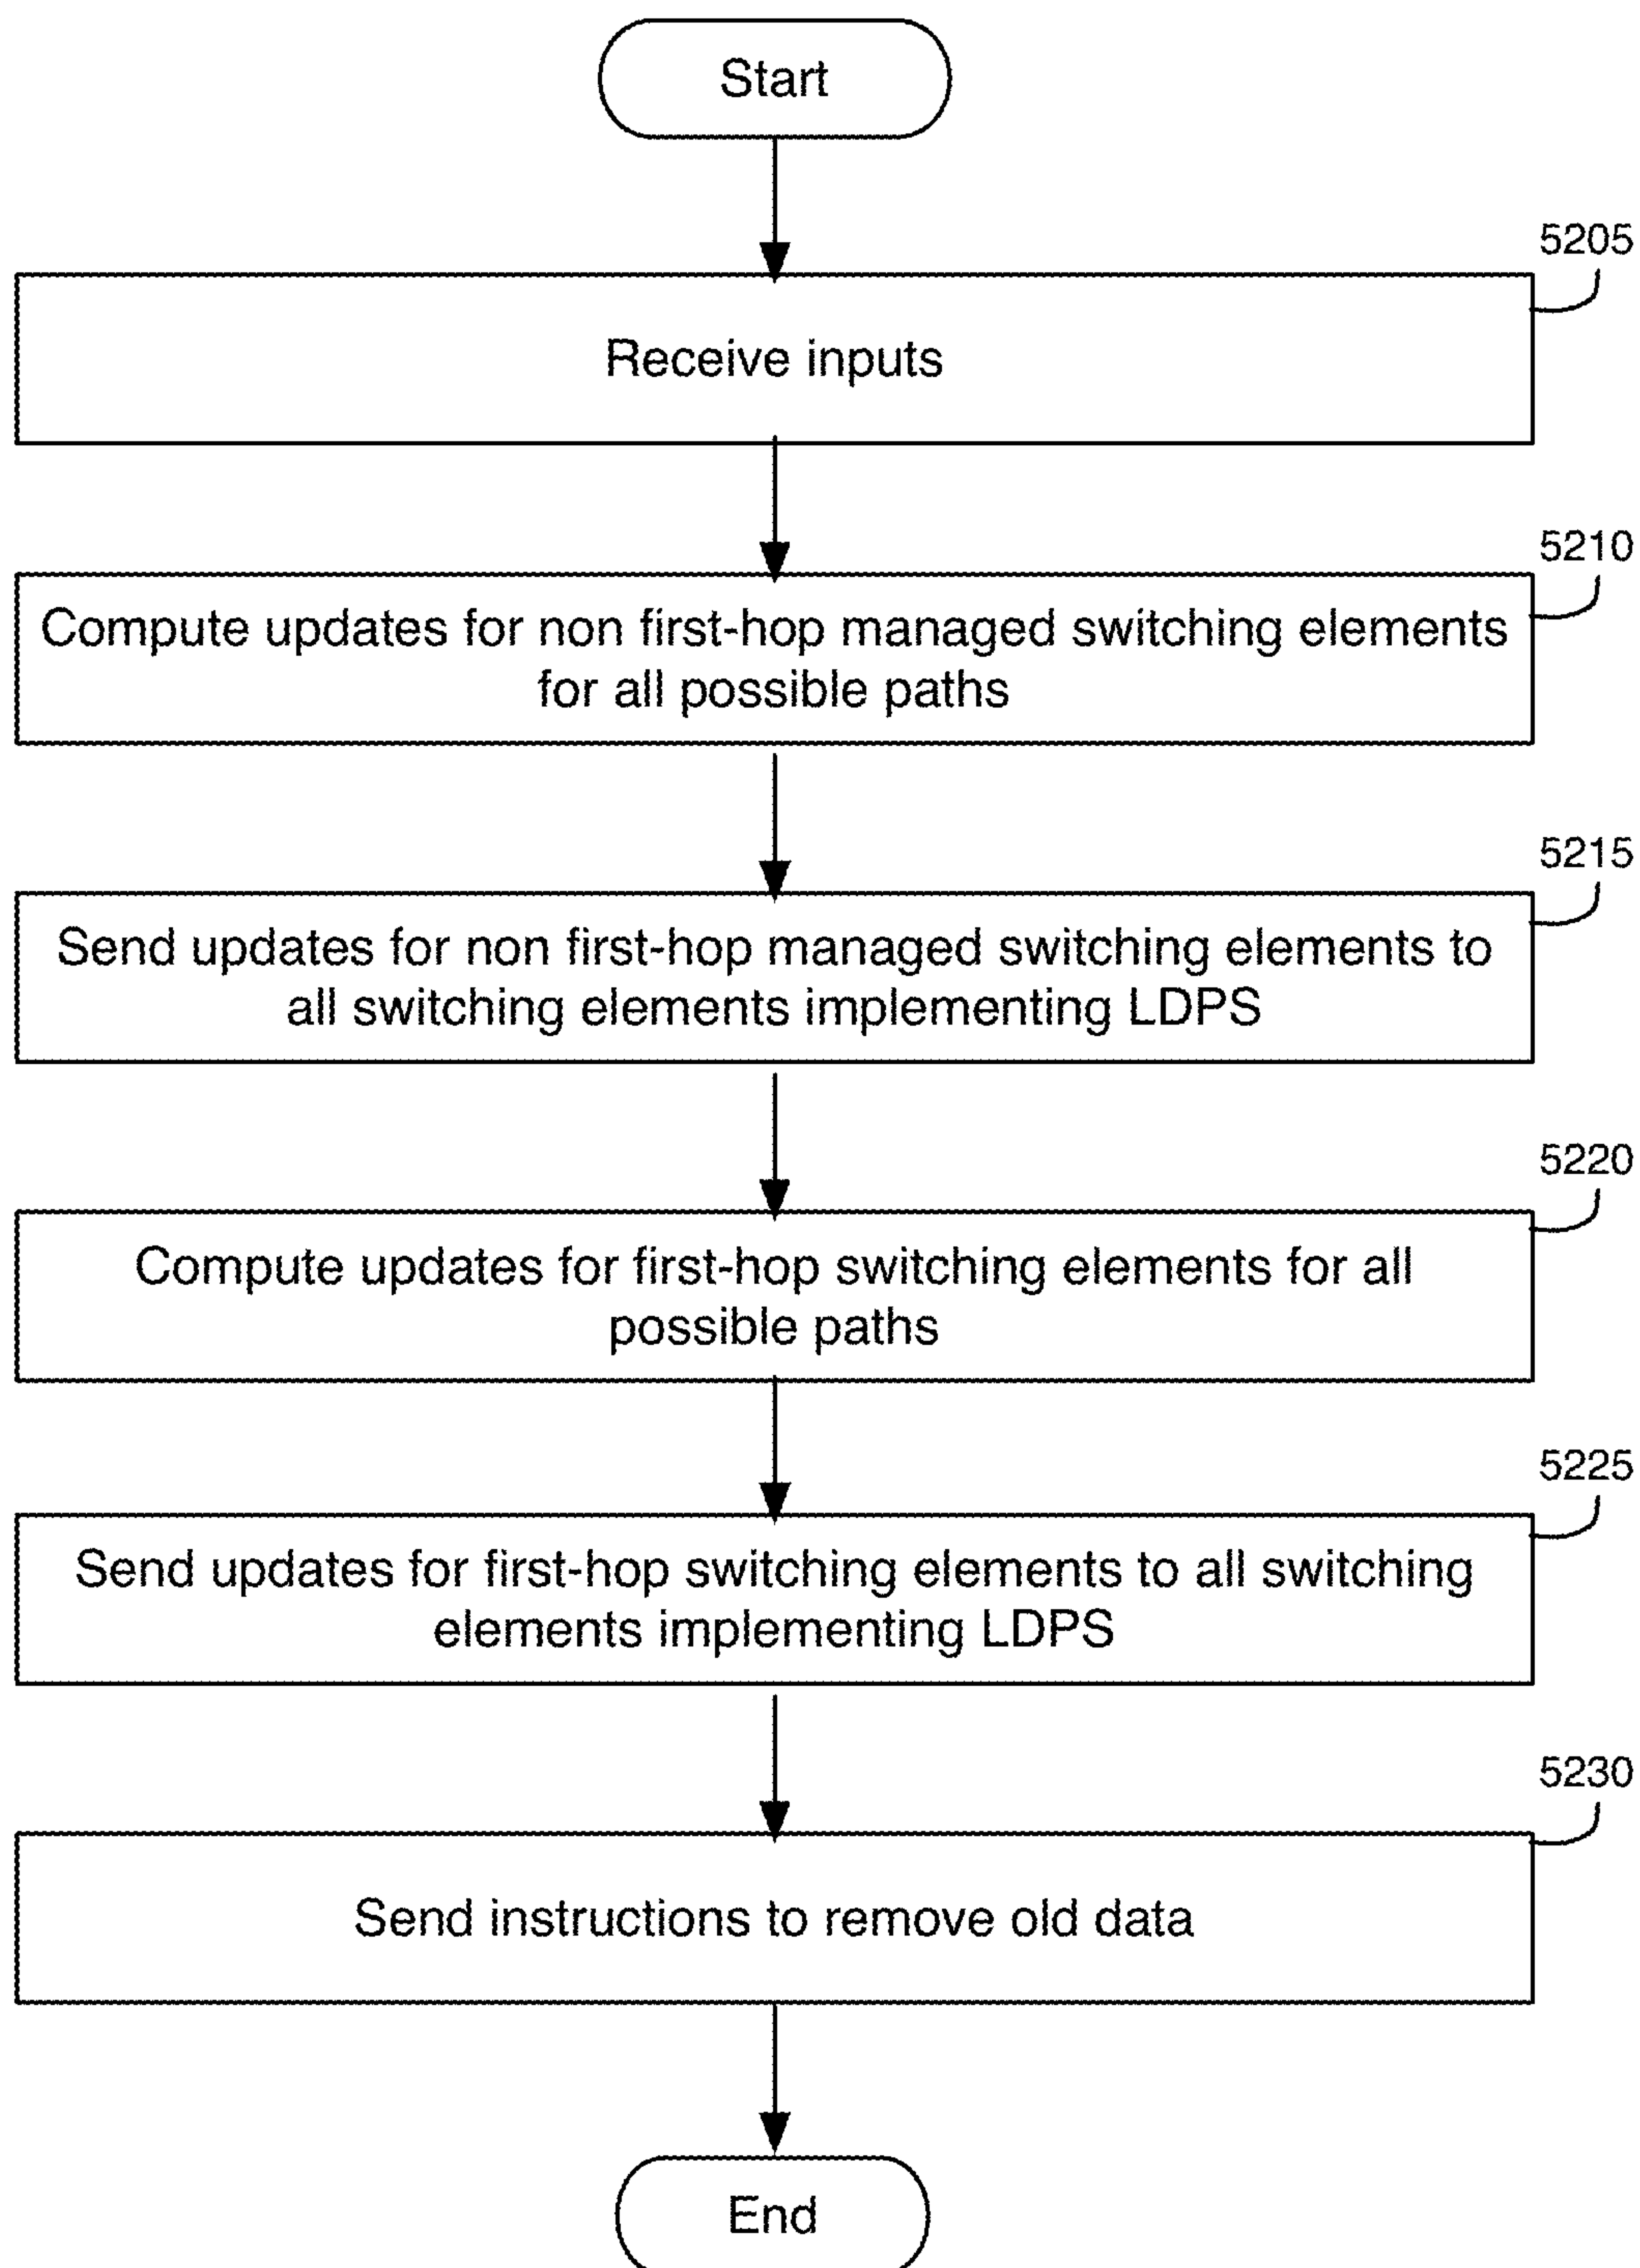 Start
5205
Receive inputs
5210
Compute updates for non first-hop managed switching elements
for all possible paths
5215
Send updates for non first-hop managed switching elements to
all switching elements implementing LDPS
5220
Compute updates for first-hop switching elements for all
possible paths
5225
Send updates for first-hop switching elements to all switching
elements implementing LDPS
5230
Send instructions to remove old data
End